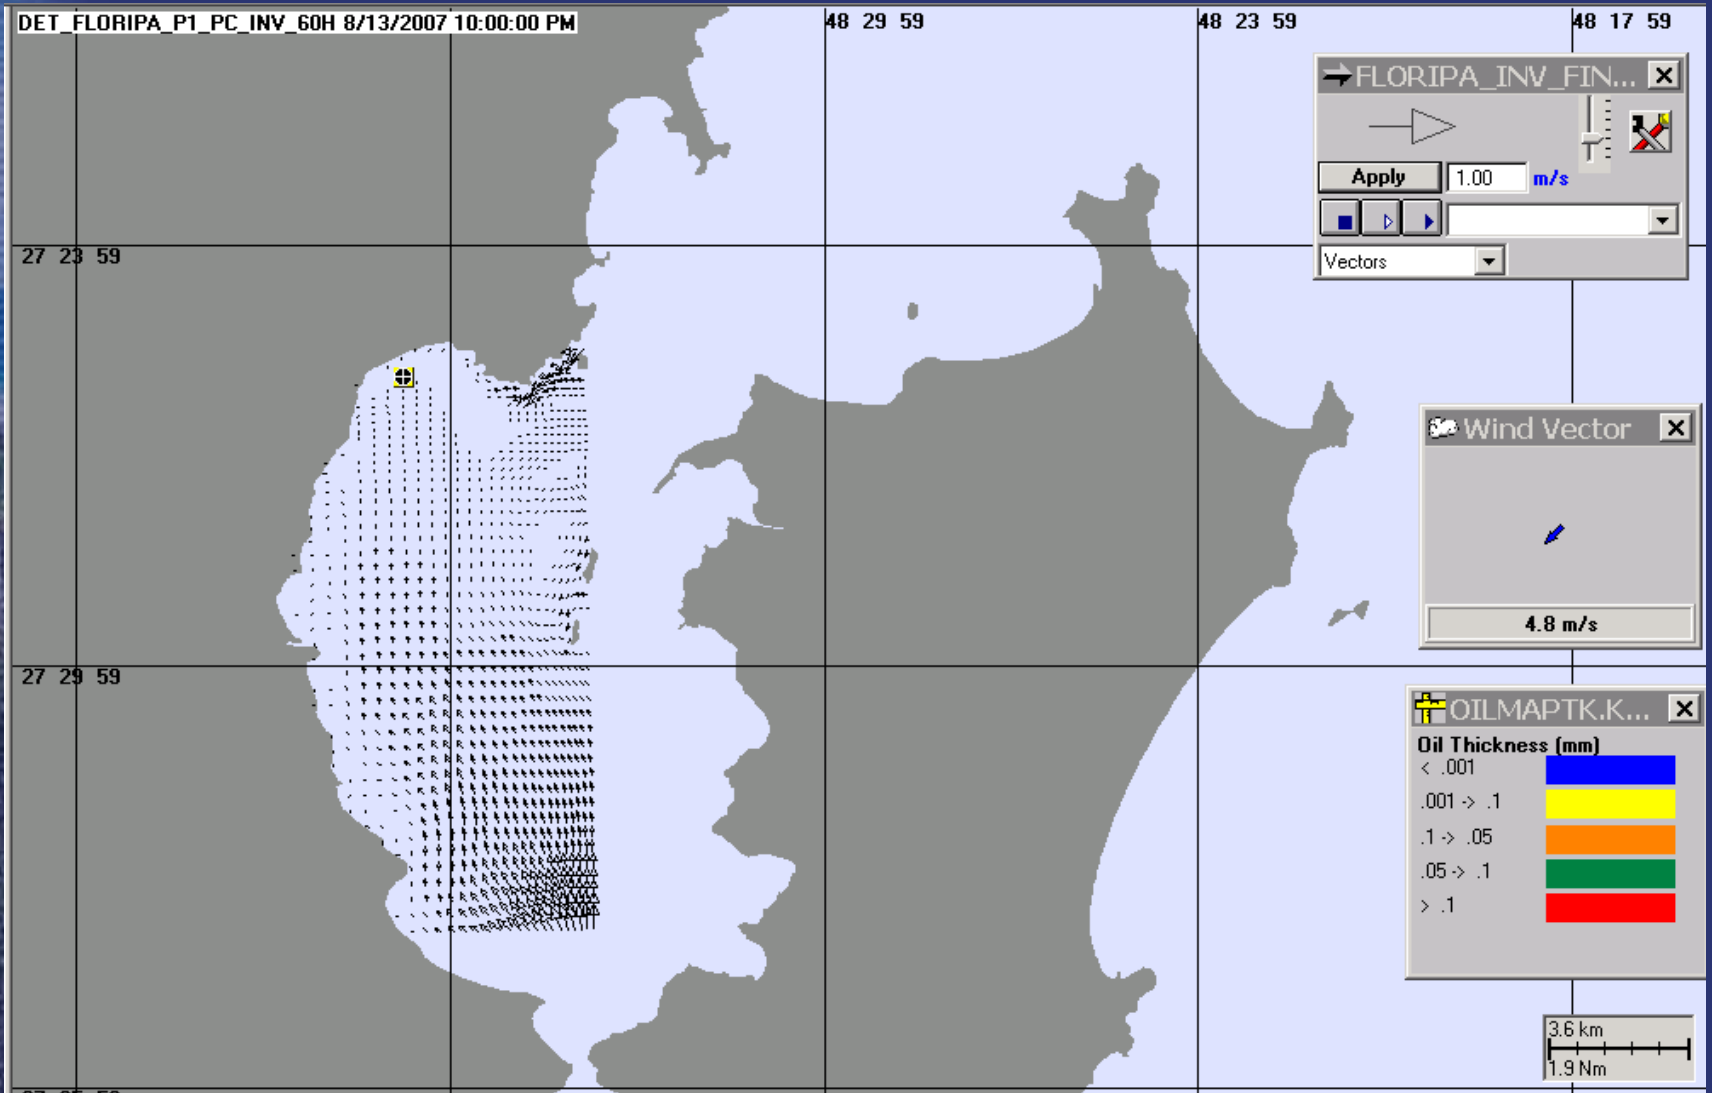 DET_FLORIPA_P1_PC_INV_60H 8/13/2007 10:00:00 PM
48 29 59
48 23 59
48 17 59
FLORIPA_INV_FIN...
Apply 1.00 m/s
Vectors
27 23 59
Wind Vector
4.8 m/s
27 29 59
OILMAPTK.K...
Oil Thickness (mm)
< .001
.001 -> .1
.1 -> .05
.05 -> .1
> .1
3.6 km
1.9 Nm